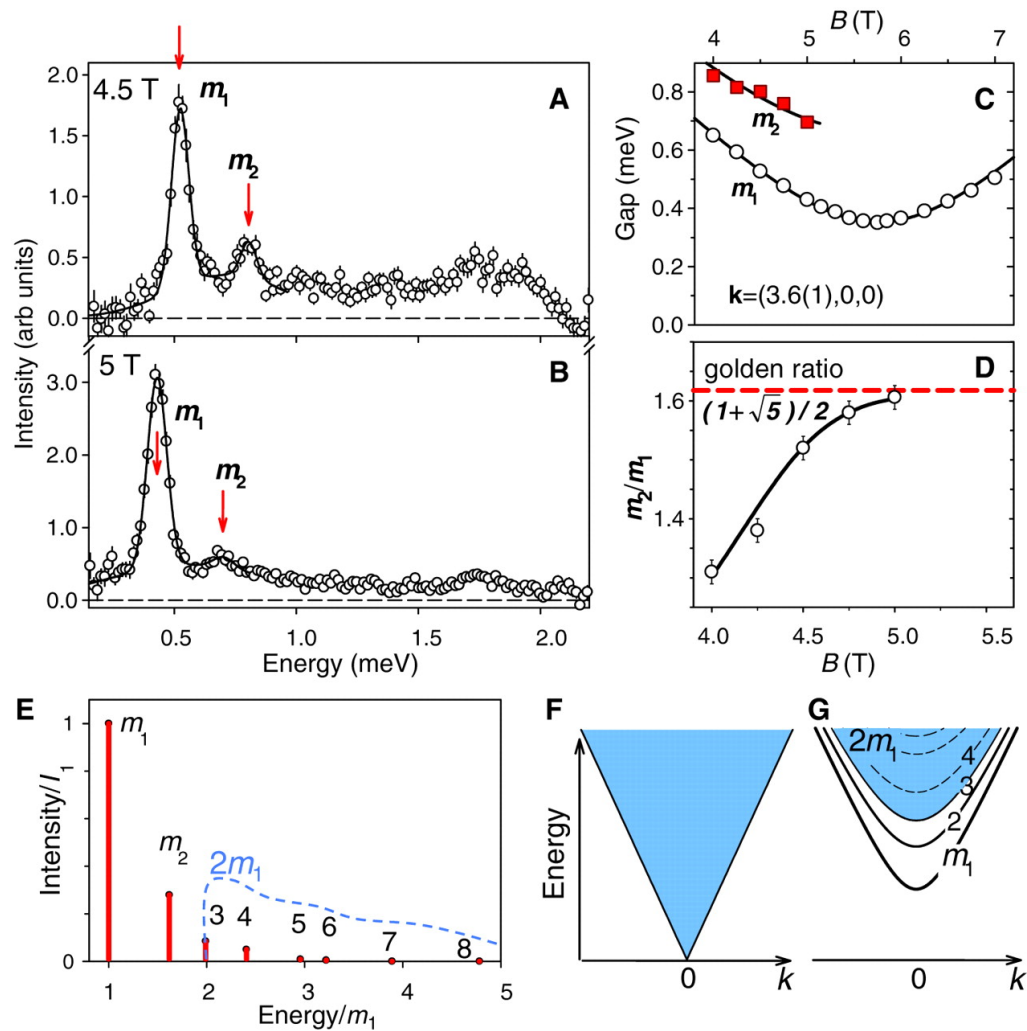 4.5 T
A
m₁
m₂
2.0
1.5
1.0
0.5
0.0
5 T
B
m₁
m₂
3.0
2.0
1.0
0.0
Intensity (arb units)
0.5
1.0
1.5
2.0
Energy (meV)
B (T)
4
5
6
7
C
m₂
m₁
0.8
0.6
0.4
0.2
0.0
Gap (meV)
k=(3.6(1),0,0)
D
golden ratio
(1+√5)/2
1.6
1.4
m₂/m₁
4.0
4.5
5.0
5.5
B (T)
E
m₁
m₂
2m₁
3
4
5
6
7
8
1
0
Intensity/I₁
1
2
3
4
5
Energy/m₁
F
Energy
0
k
G
2m₁
4
3
2
m₁
0
k